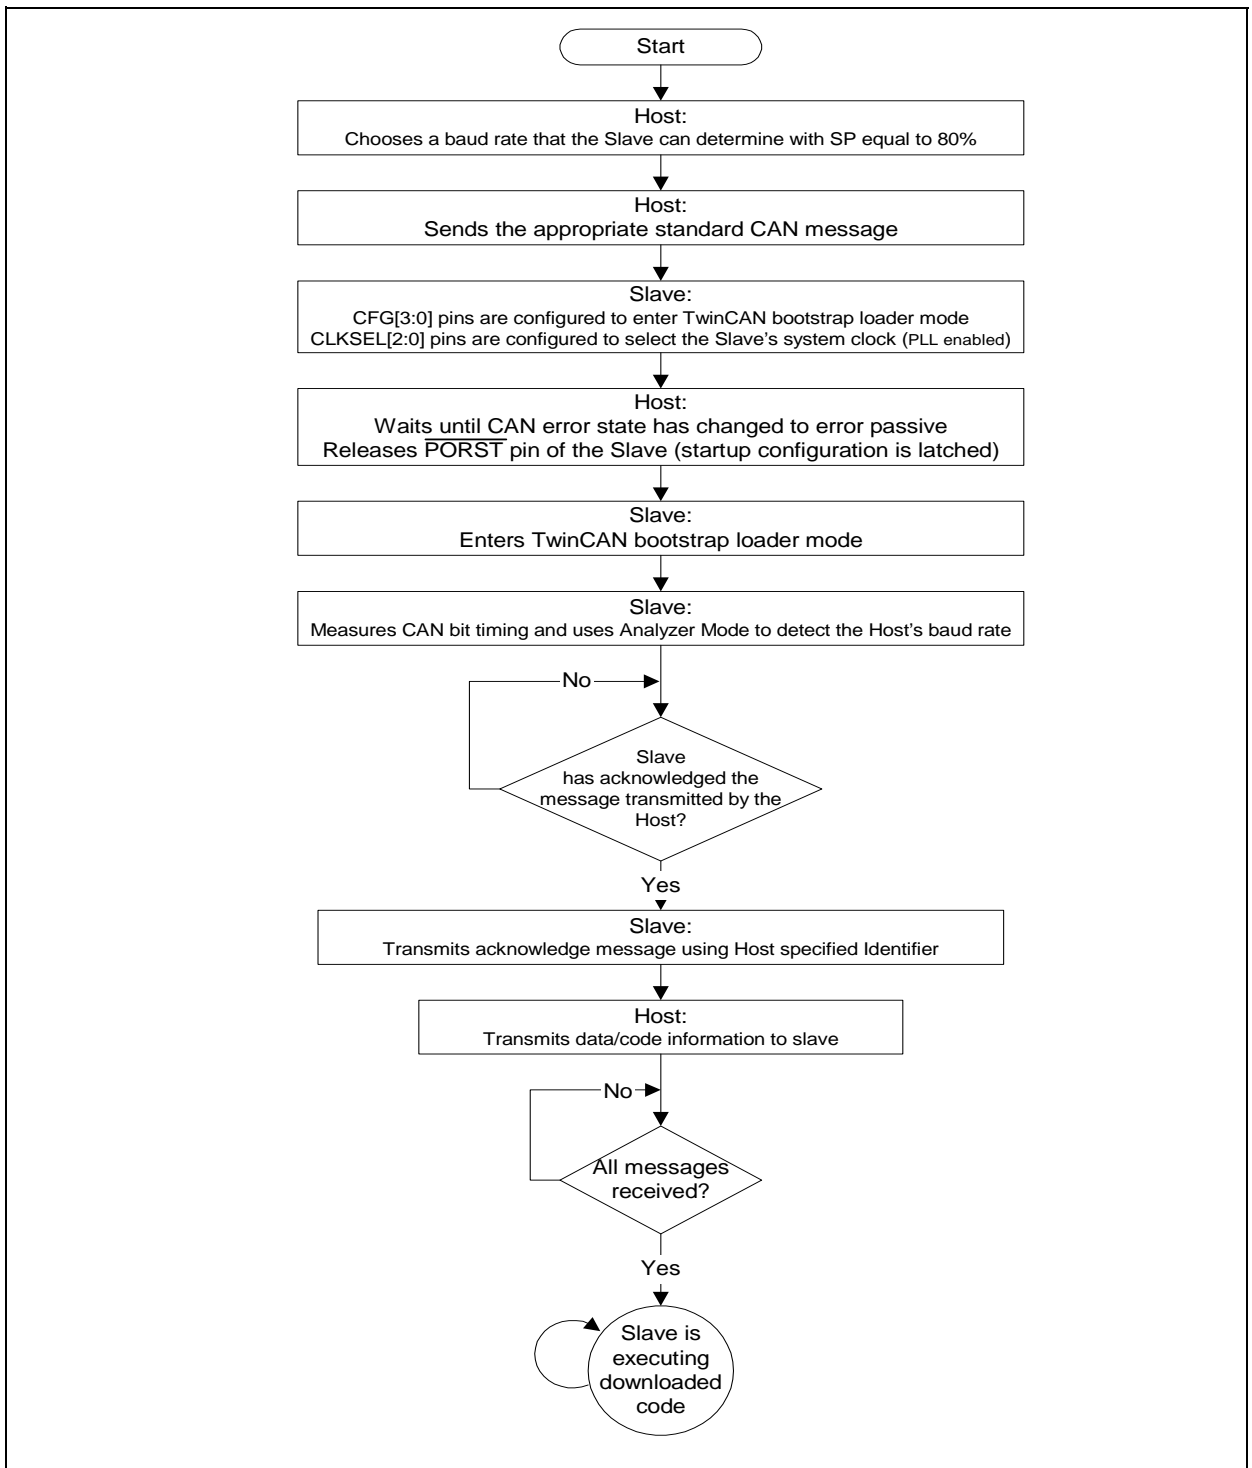 Start
Host:
Chooses a baud rate that the Slave can determine with SP equal to 80%
Host:
Sends the appropriate standard CAN message
Slave:
CFG[3:0] pins are configured to enter TwinCAN bootstrap loader mode
CLKSEL[2:0] pins are configured to select the Slave's system clock (PLL enabled)
Host:
Waits until CAN error state has changed to error passive
Releases PORST pin of the Slave (startup configuration is latched)
Slave:
Enters TwinCAN bootstrap loader mode
Slave:
Measures CAN bit timing and uses Analyzer Mode to detect the Host's baud rate
No
Slave
has acknowledged the
message transmitted by the
Host?
Yes
Slave:
Transmits acknowledge message using Host specified Identifier
Host:
Transmits data/code information to slave
No
All messages
received?
Yes
Slave is
executing
downloaded
code